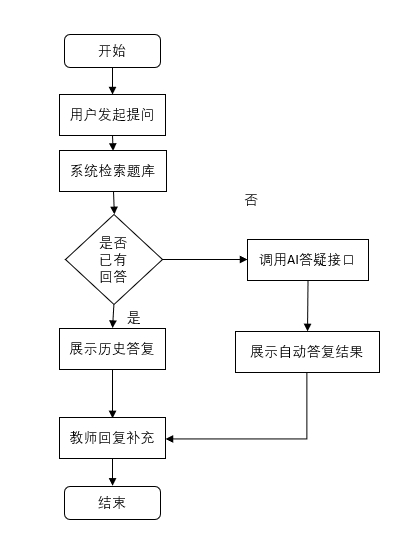 开始
用户发起提问
系统检索题库
否
是否
已有
回答
调用AI答疑接口
是
展示历史答复
展示自动答复结果
教师回复补充
结束